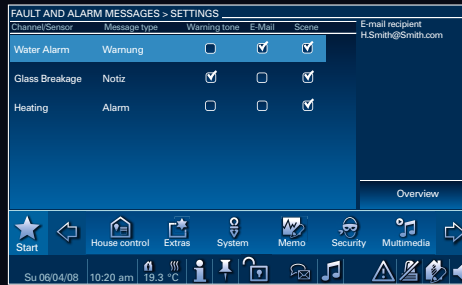 FAULT AND ALARM MESSAGES > SETTINGS
Channel/Sensor Message type Warning tone E-Mail Scene
E-mail recipient
H.Smith@Smith.com
Water Alarm Warnung
Glass Breakage Notiz
Heating Alarm
Overview
Start House control Extras System Memo Security Multimedia
Su 06/04/08 10:20 am 19.3 °C